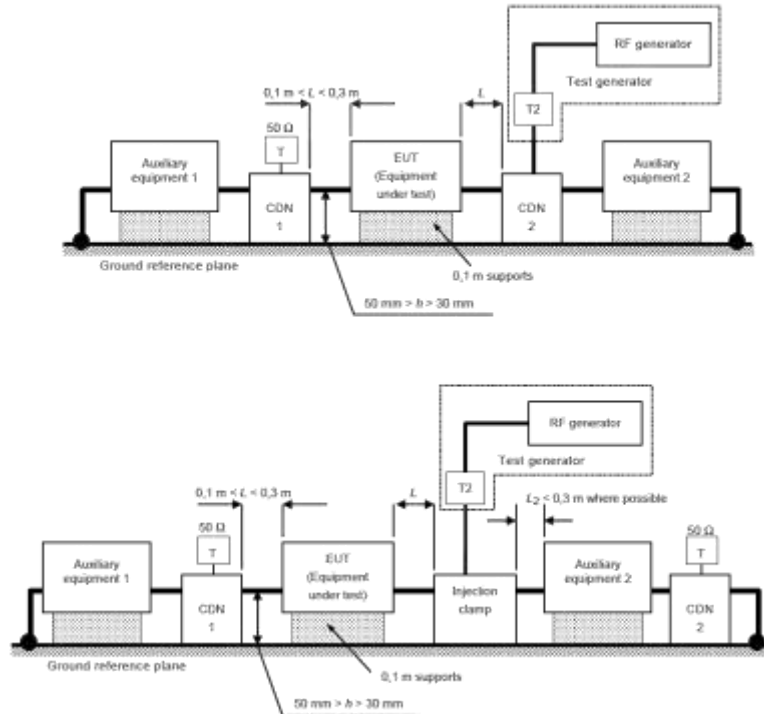 RF generator
Test generator
T2
0,1 m < L < 0,3 m
L
50 Ω
T
Auxiliary
equipment 1
CDN
1
EUT
(Equipment
under test)
CDN
2
Auxiliary
equipment 2
Ground reference plane
0,1 m supports
50 mm > h > 30 mm
RF generator
Test generator
T2
0,1 m < L < 0,3 m
L
L2 < 0,3 m where possible
50 Ω
T
50 Ω
T
Auxiliary
equipment 1
CDN
1
EUT
(Equipment
under test)
Injection
clamp
Auxiliary
equipment 2
CDN
2
Ground reference plane
0,1 m supports
50 mm > h > 30 mm